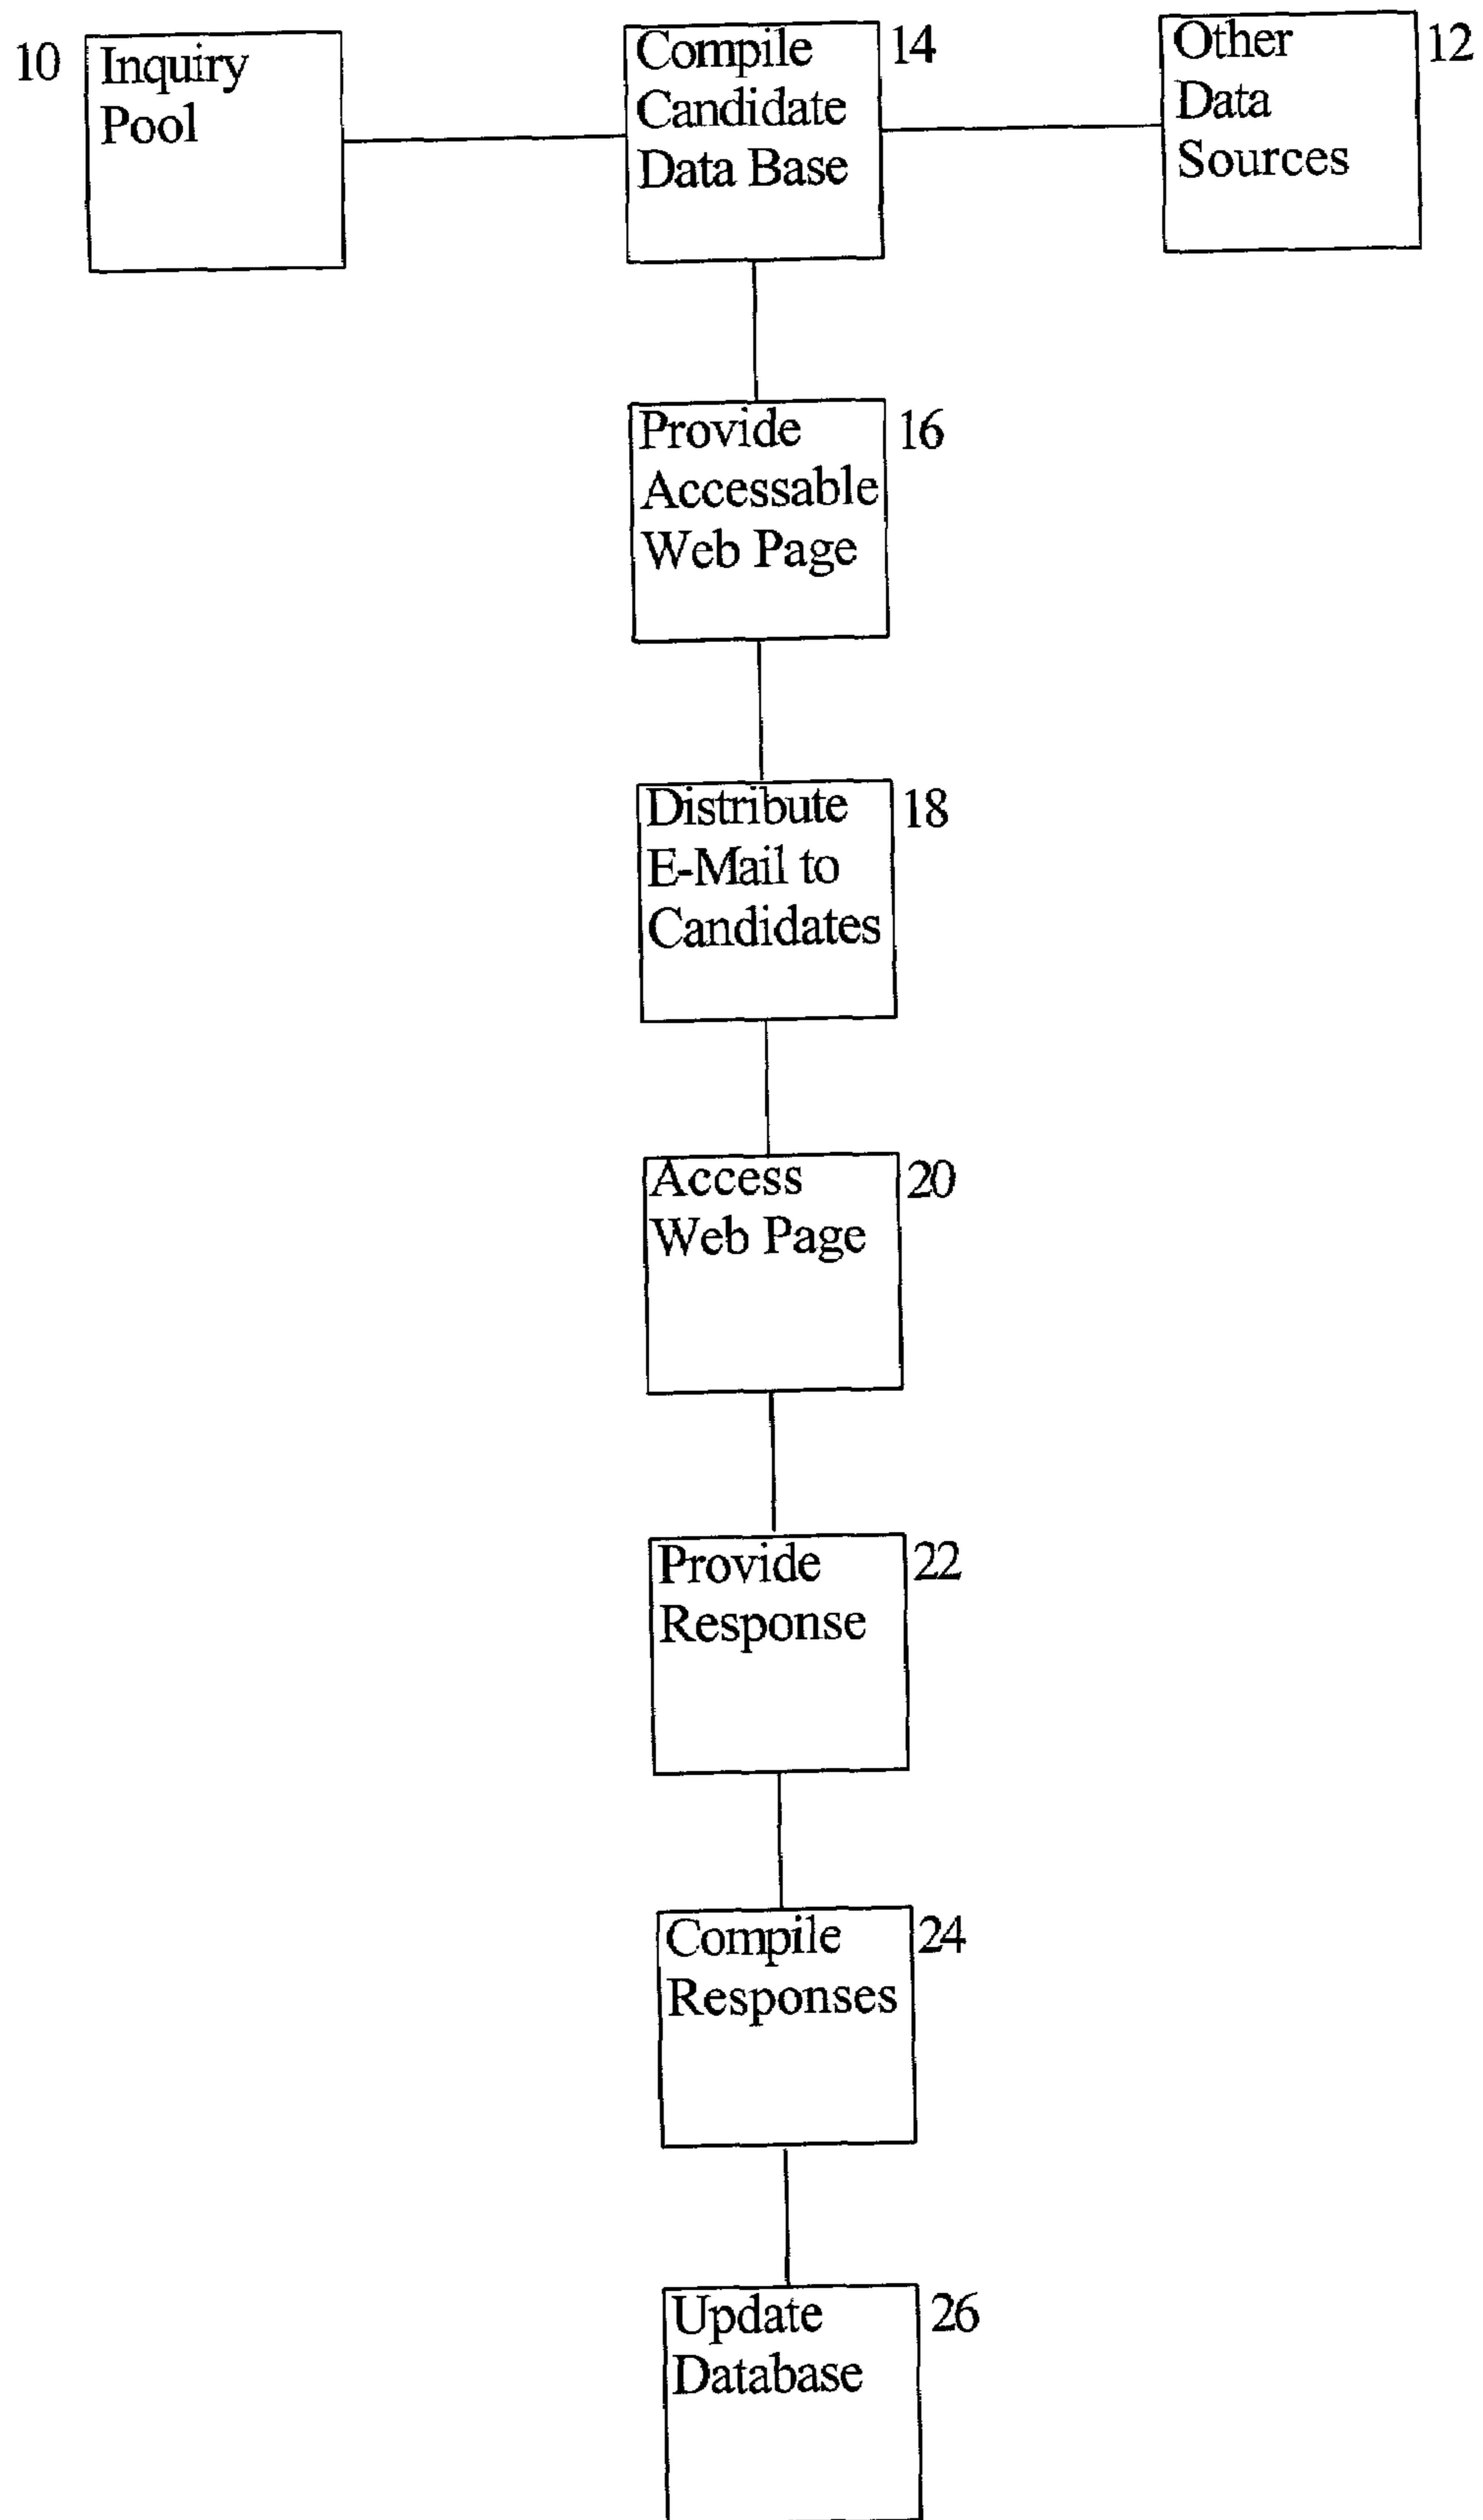 10
Inquiry
Pool
Compile
Candidate
Data Base
14
Other
Data
Sources
12
Provide
Accessable
Web Page
16
Distribute
E-Mail to
Candidates
18
Access
Web Page
20
Provide
Response
22
Compile
Responses
24
Update
Database
26